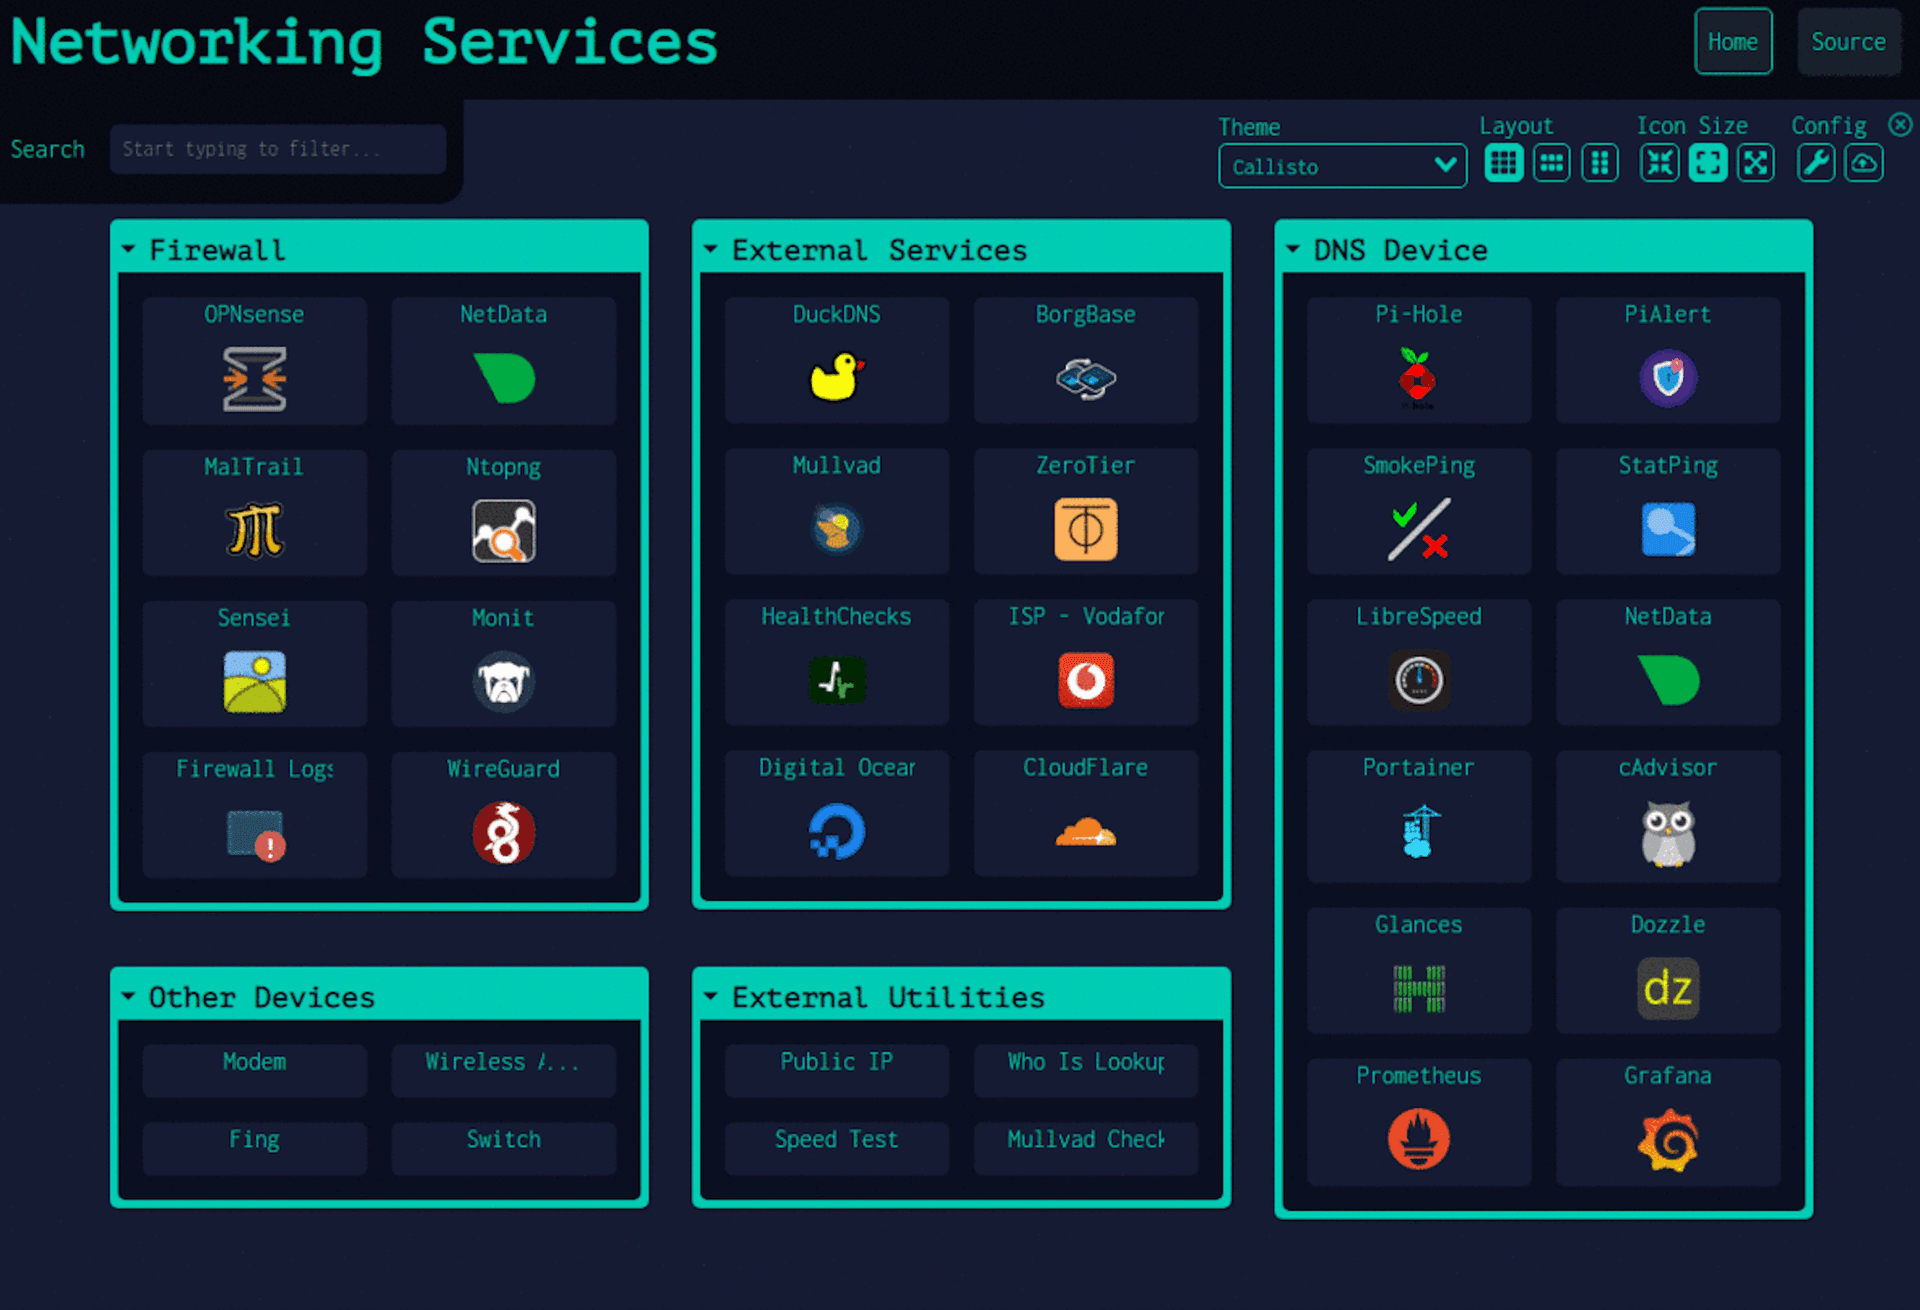 Networking Services
Home Source
Search Start typing to filter...
Theme Layout Icon Size Config
Callisto
Firewall
OPNsense NetData
MalTrail Ntopng
Sensei Monit
Firewall Logs WireGuard
External Services
DuckDNS BorgBase
Mullvad ZeroTier
HealthChecks ISP - Vodafor
Digital Ocear CloudFlare
DNS Device
Pi-Hole PiAlert
SmokePing StatPing
LibreSpeed NetData
Portainer cAdvisor
Glances Dozzle
dz
Prometheus Grafana
Other Devices
Modem Wireless A...
Fing Switch
External Utilities
Public IP Who Is Lookup
Speed Test Mullvad Check